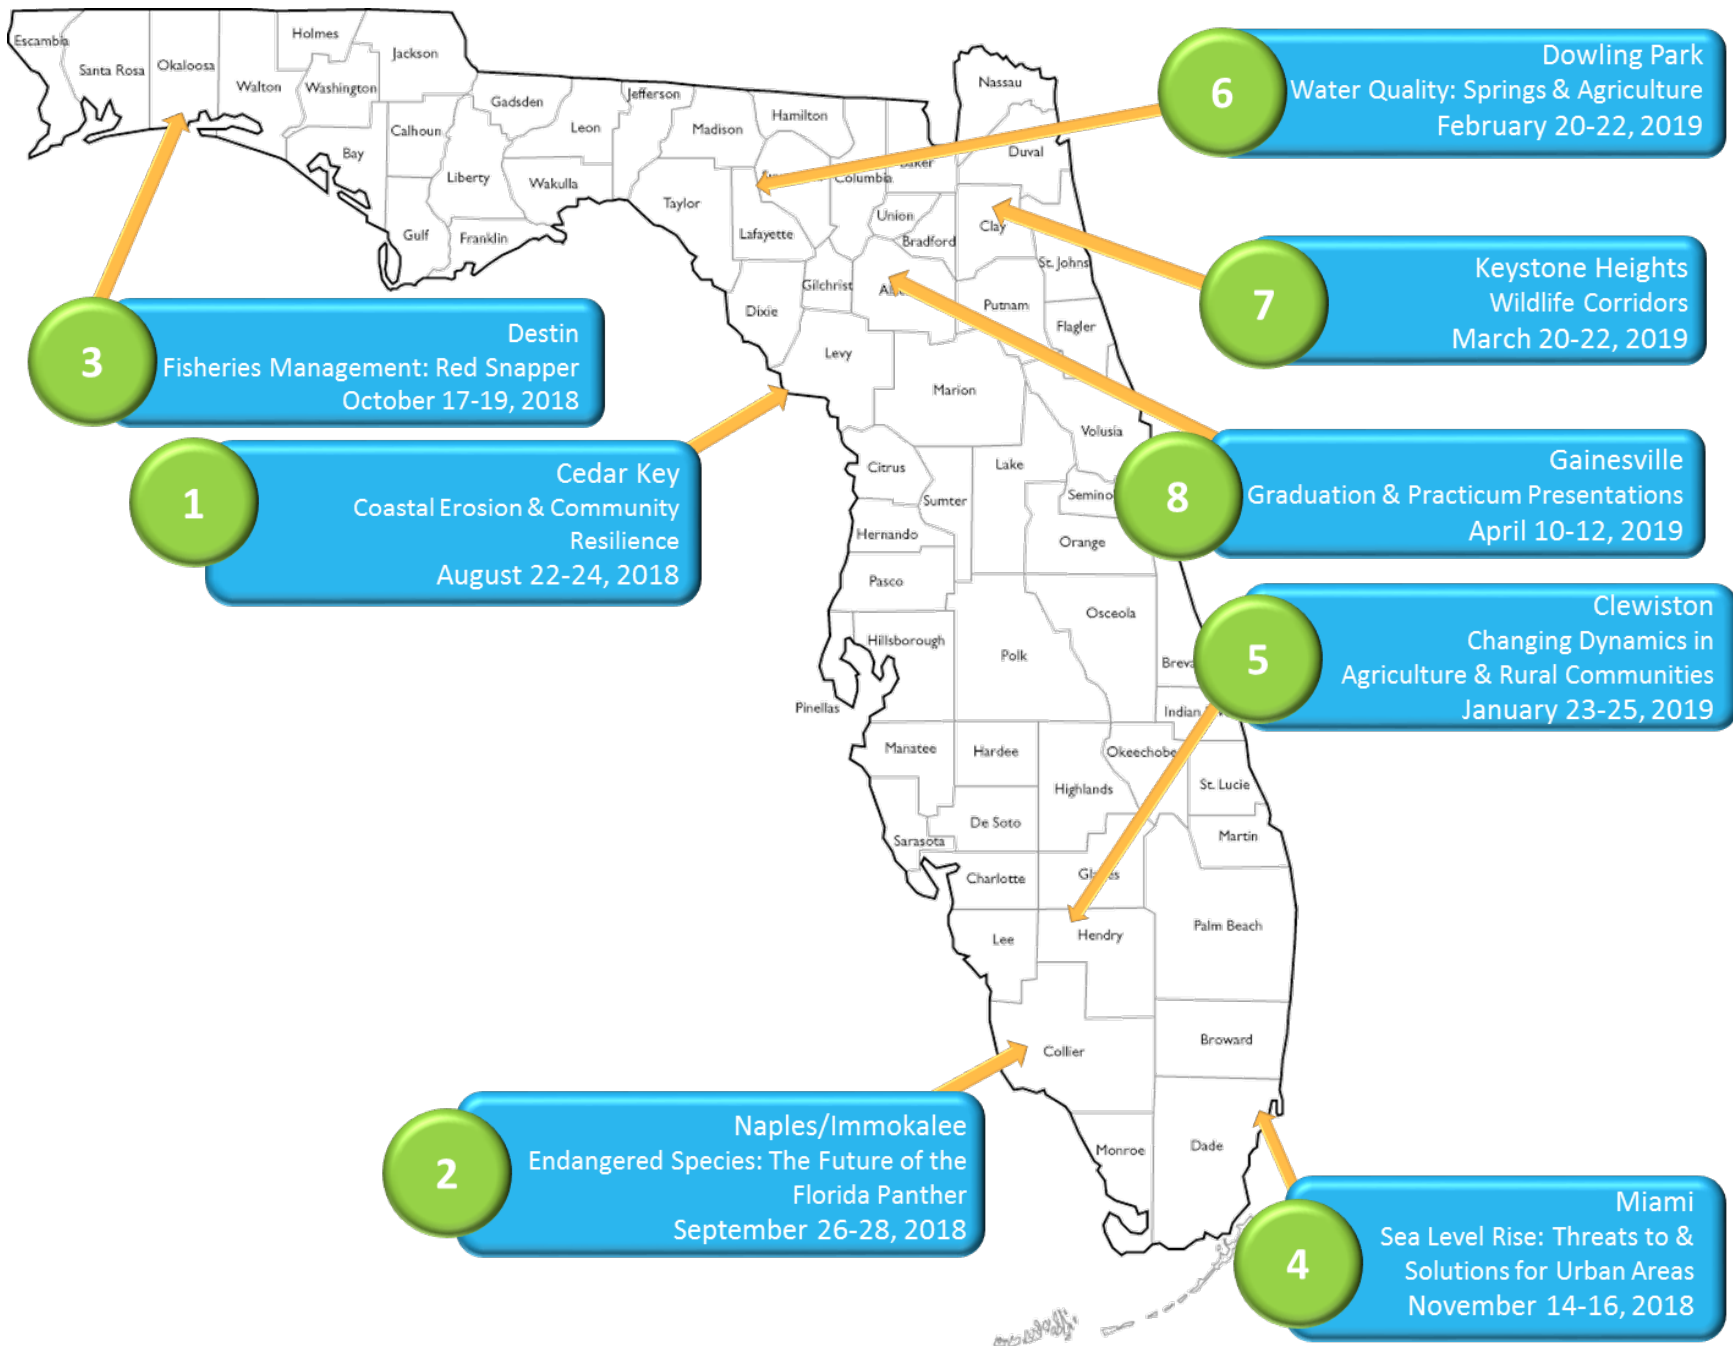 Escambia
Santa Rosa
Okaloosa
Walton
Holmes
Washington
Jackson
Calhoun
Bay
Gulf
Liberty
Gadsden
Franklin
Leon
Wakulla
Jefferson
Madison
Taylor
Hamilton
Lafayette
Columbia
Baker
Union
Bradford
Nassau
Duval
Clay
St. Johns
Gilchrist
Dixie
Putnam
Flagler
Levy
Marion
Volusia
Citrus
Sumter
Lake
Hernando
Orange
Pasco
Hillsborough
Pinellas
Polk
Osceola
Manatee
Hardee
Highlands
Okeechobe
St. Lucie
Sarasota
De Soto
Martin
Charlotte
Lee
Hendry
Palm Beach
Collier
Broward
Monroe
Dade
6
Dowling Park
Water Quality: Springs & Agriculture
February 20-22, 2019
7
Keystone Heights
Wildlife Corridors
March 20-22, 2019
3
Destin
Fisheries Management: Red Snapper
October 17-19, 2018
1
Cedar Key
Coastal Erosion & Community
Resilience
August 22-24, 2018
8
Gainesville
Graduation & Practicum Presentations
April 10-12, 2019
5
Clewiston
Changing Dynamics in
Agriculture & Rural Communities
January 23-25, 2019
2
Naples/Immokalee
Endangered Species: The Future of the
Florida Panther
September 26-28, 2018
4
Miami
Sea Level Rise: Threats to &
Solutions for Urban Areas
November 14-16, 2018